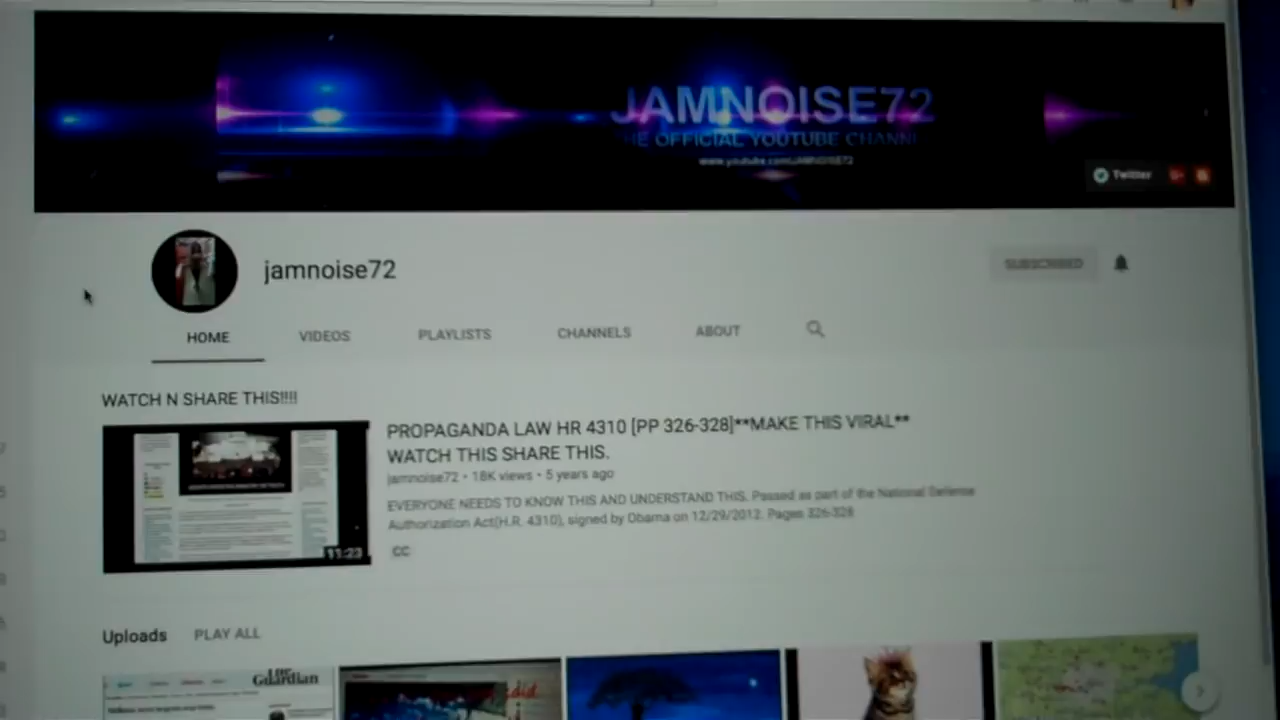 JAMNOISE72
HE OFFICIAL YOUTUBE CHANN
www.youtube.com/JAMNOISE72
Twitter
jamnoise72
SUBSCRIBED
HOME VIDEOS PLAYLISTS CHANNELS ABOUT
WATCH N SHARE THIS!!!!
PROPAGANDA LAW HR 4310 [PP 326-328]**MAKE THIS VIRAL**
WATCH THIS SHARE THIS.
jamnoise72 • 18K views • 5 years ago
EVERYONE NEEDS TO KNOW THIS AND UNDERSTAND THIS. Passed as part of the National Defense
Authorization Act(H.R. 4310), signed by Obama on 12/29/2012. Pages 326-328
11:23
CC
Uploads PLAY ALL
Guardian